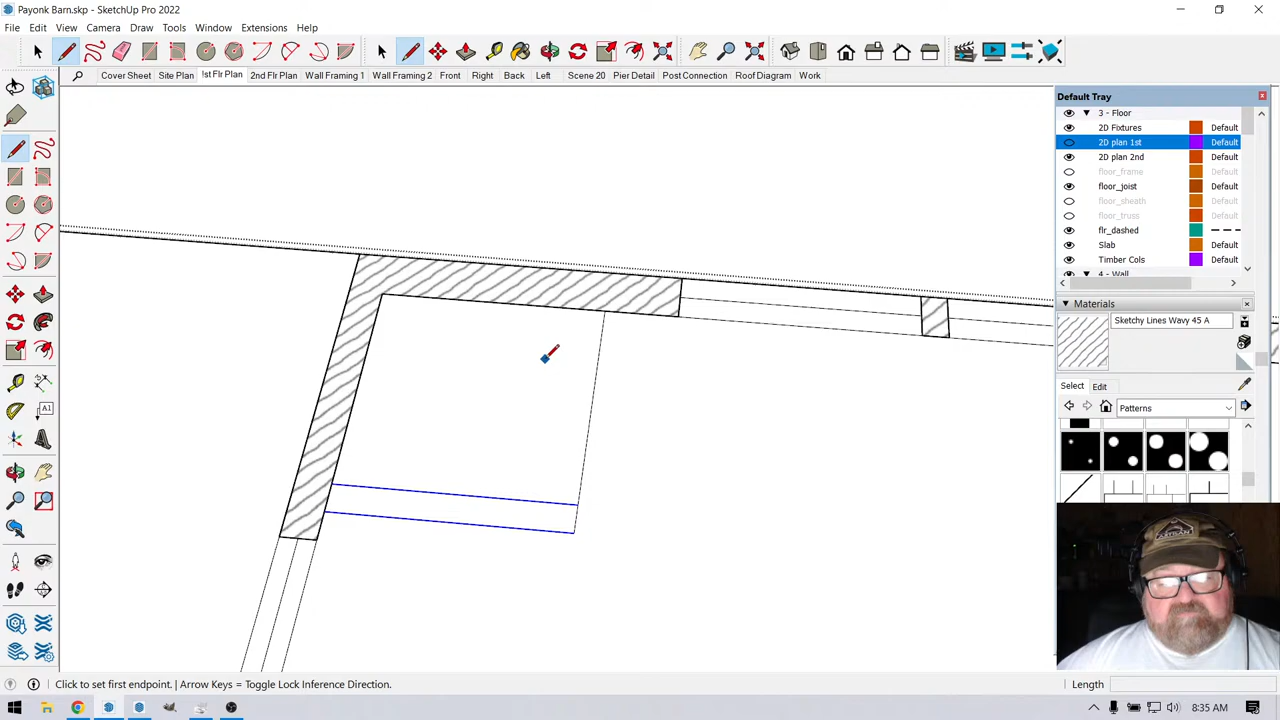 Payonk Barn.skp - SketchUp Pro 2022
File Edit View Camera Draw Tools Window Extensions Help
Cover Sheet Site Plan !st Flr Plan 2nd Flr Plan Wall Framing 1 Wall Framing 2 Front Right Back Left Scene 20 Pier Detail Post Connection Roof Diagram Work
Default Tray
3 - Floor
2D Fixtures Default
2D plan 1st Default
2D plan 2nd Default
floor_frame Default
floor_joist Default
floor_sheath Default
floor_truss Default
flr_dashed
Slab Default
Timber Cols Default
4 - Wall
Materials
Sketchy Lines Wavy 45 A
Select Edit
Patterns
A1
ARTISAN
Click to set first endpoint. | Arrow Keys = Toggle Lock Inference Direction.
Length
8:35 AM